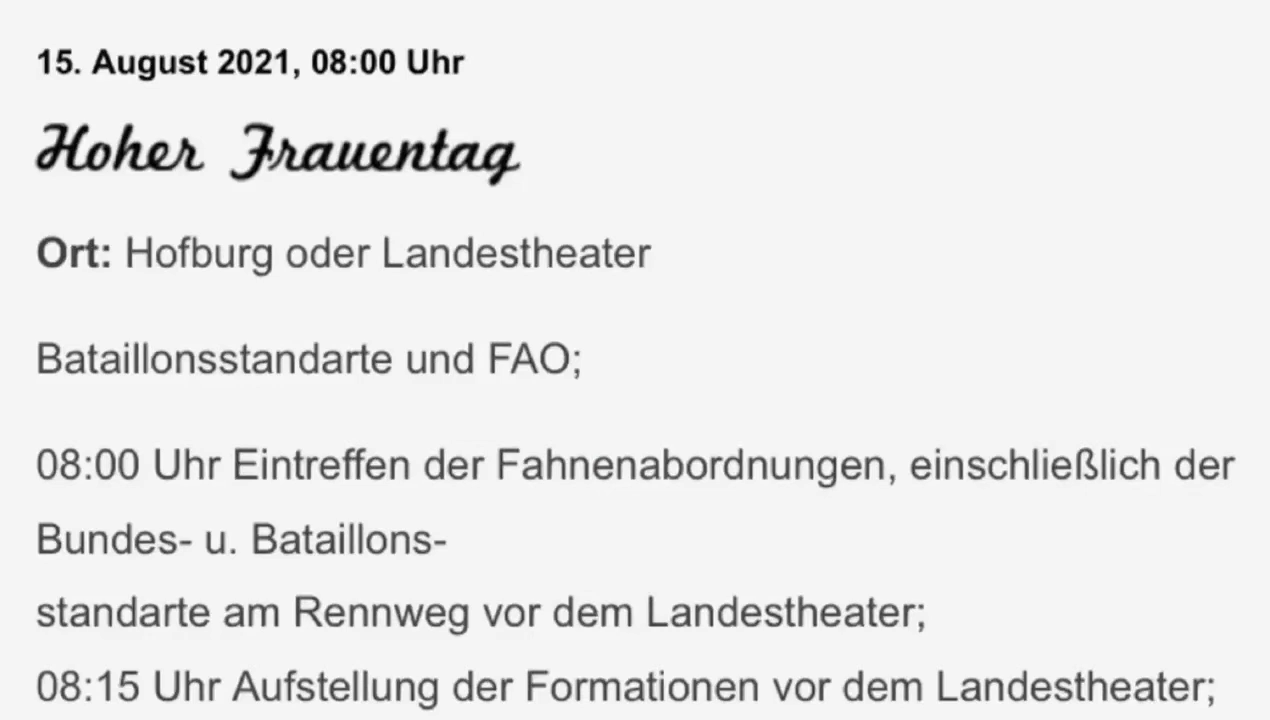 15. August 2021, 08:00 Uhr
Hoher Frauentag
Ort: Hofburg oder Landestheater
Bataillonsstandarte und FAO;
08:00 Uhr Eintreffen der Fahnenabordnungen, einschließlich der
Bundes- u. Bataillons-
standarte am Rennweg vor dem Landestheater;
08:15 Uhr Aufstellung der Formationen vor dem Landestheater;